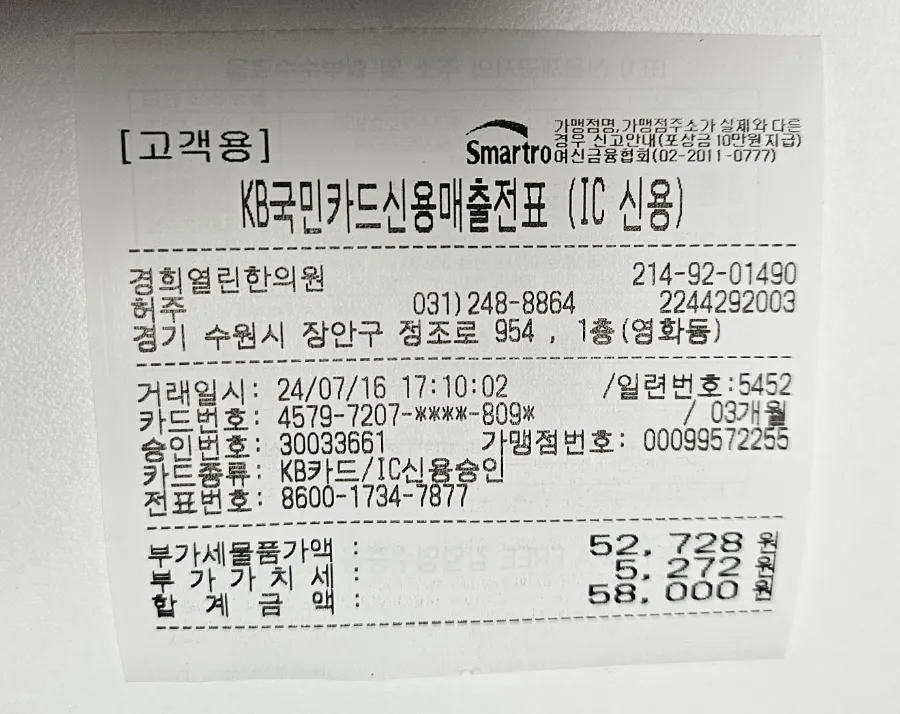 [고객용]
Smartro
가맹점명,가맹점주소가 실제와 다른
경우 신고안내(포상금 10만원 지급)
여신금융협회(02-2011-0777)
KB국민카드신용매출전표 (IC 신용)
경희열린한의원 214-92-01490
허주 031)248-8864 2244292003
경기 수원시 장안구 정조로 954 , 1층(영화동)
거래일시: 24/07/16 17:10:02 /일련번호:5452
카드번호: 4579-7207-****-809* / 03개월
승인번호: 30033661 가맹점번호: 00099572255
카드종류: KB카드/IC신용승인
전표번호: 8600-1734-7877
부가세물품가액 : 52,728 원
부 가 가 치 세 : 5,272 원
합 계 금 액 : 58,000 원